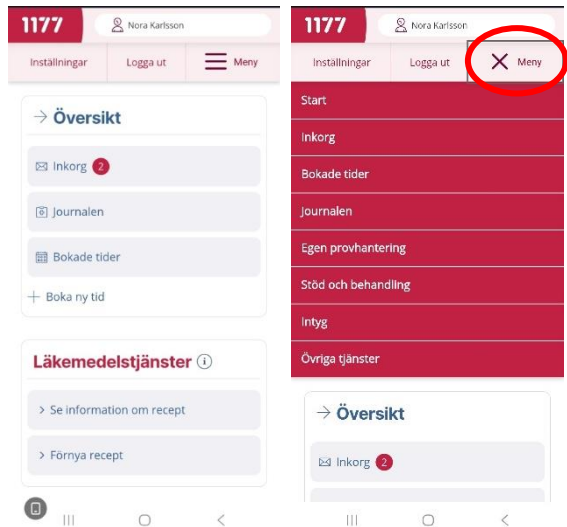 1177
Nora Karlsson
Inställningar
Logga ut
Meny
Översikt
Inkorg 2
Journalen
Bokade tider
Boka ny tid
Läkemedelstjänster
Se information om recept
Förnya recept
1177
Nora Karlsson
Inställningar
Logga ut
Meny
Start
Inkorg
Bokade tider
Journalen
Egen provhantering
Stöd och behandling
Intyg
Övriga tjänster
Översikt
Inkorg 2